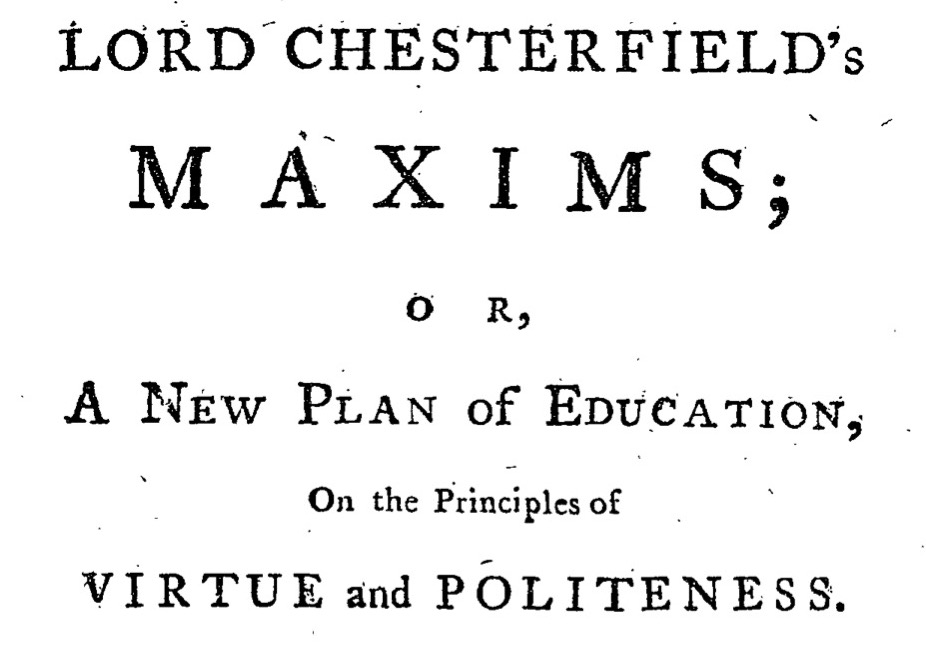 LORD CHESTERFIELD's
MAXIMS;
OR,
A NEW PLAN of EDUCATION,
On the Principles of
VIRTUE and POLITENESS.